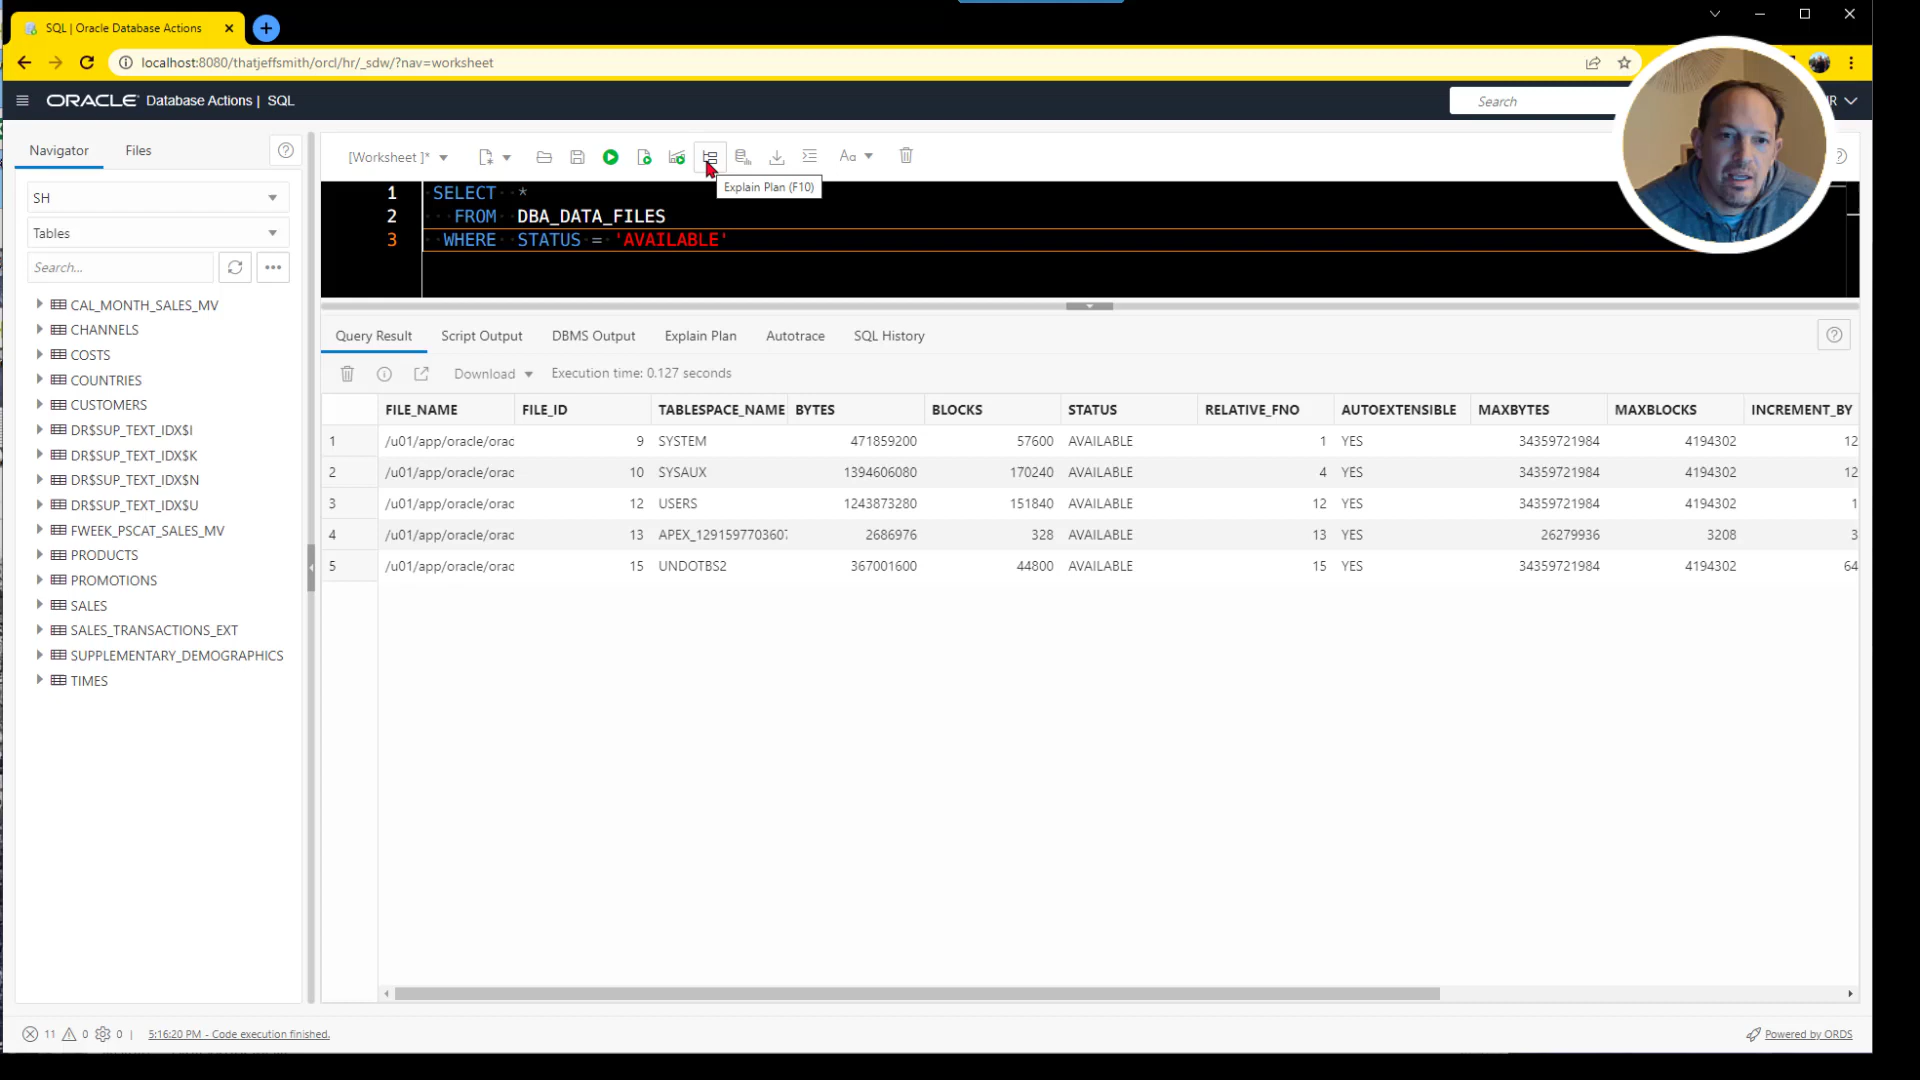 SQL | Oracle Database Actions
localhost:8080/thatjeffsmith/orcl/hr/_sdw/?nav=worksheet
ORACLE Database Actions | SQL
Search
Navigator Files
SH
Tables
Search...
CAL_MONTH_SALES_MV
CHANNELS
COSTS
COUNTRIES
CUSTOMERS
DR$SUP_TEXT_IDX$I
DR$SUP_TEXT_IDX$K
DR$SUP_TEXT_IDX$N
DR$SUP_TEXT_IDX$U
FWEEK_PSCAT_SALES_MV
PRODUCTS
PROMOTIONS
SALES
SALES_TRANSACTIONS_EXT
SUPPLEMENTARY_DEMOGRAPHICS
TIMES
[Worksheet ]* Aa
Explain Plan (F10)
1 SELECT *
2 FROM DBA_DATA_FILES
3 WHERE STATUS = 'AVAILABLE'
Query Result Script Output DBMS Output Explain Plan Autotrace SQL History
Download Execution time: 0.127 seconds
FILE_NAME FILE_ID TABLESPACE_NAME BYTES BLOCKS STATUS RELATIVE_FNO AUTOEXTENSIBLE MAXBYTES MAXBLOCKS INCREMENT_BY
1 /u01/app/oracle/orac 9 SYSTEM 471859200 57600 AVAILABLE 1 YES 34359721984 4194302 12
2 /u01/app/oracle/orac 10 SYSAUX 1394606080 170240 AVAILABLE 4 YES 34359721984 4194302 12
3 /u01/app/oracle/orac 12 USERS 1243873280 151840 AVAILABLE 12 YES 34359721984 4194302 1
4 /u01/app/oracle/orac 13 APEX_1291597703607 2686976 328 AVAILABLE 13 YES 26279936 3208 3
5 /u01/app/oracle/orac 15 UNDOTBS2 367001600 44800 AVAILABLE 15 YES 34359721984 4194302 64
11 0 0 | 5:16:20 PM - Code execution finished.
Powered by ORDS